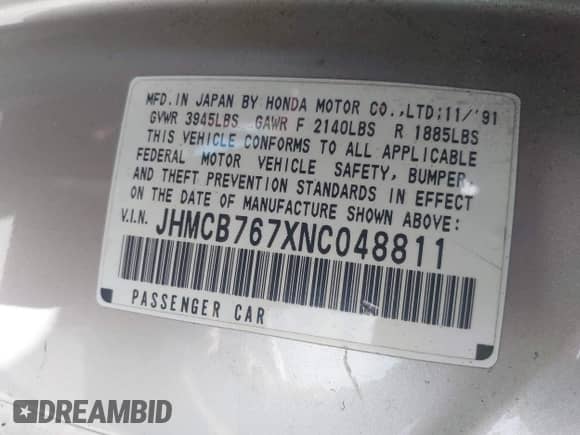 MFD.IN JAPAN BY HONDA MOTOR CO.,LTD:11/'91
GVWR 3945LBS GAWR F 2140LBS R 1885LBS
THIS VEHICLE CONFORMS TO ALL APPLICABLE
FEDERAL MOTOR VEHICLE SAFETY, BUMPER,
AND THEFT PREVENTION STANDARDS IN EFFECT
ON THE DATE OF MANUFACTURE SHOWN ABOVE:
V.I.N. JHMCB767XNC048811
PASSENGER CAR
DREAMBID